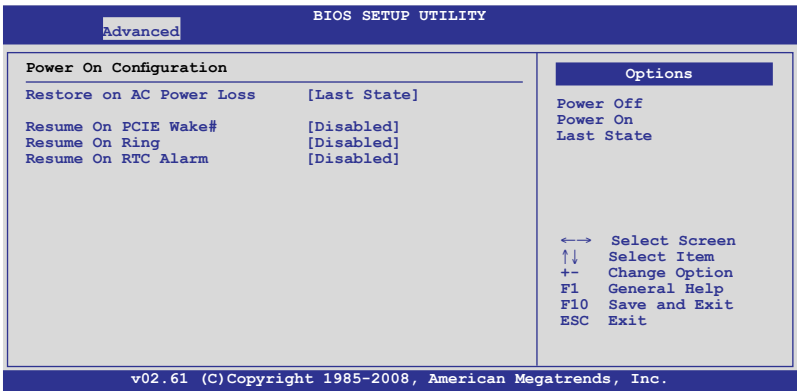 BIOS SETUP UTILITY
Advanced
Power On Configuration
Restore on AC Power Loss [Last State]
Resume On PCIE Wake# [Disabled]
Resume On Ring [Disabled]
Resume On RTC Alarm [Disabled]
Options
Power Off
Power On
Last State
←→ Select Screen
↑↓ Select Item
+- Change Option
F1 General Help
F10 Save and Exit
ESC Exit
v02.61 (C)Copyright 1985-2008, American Megatrends, Inc.